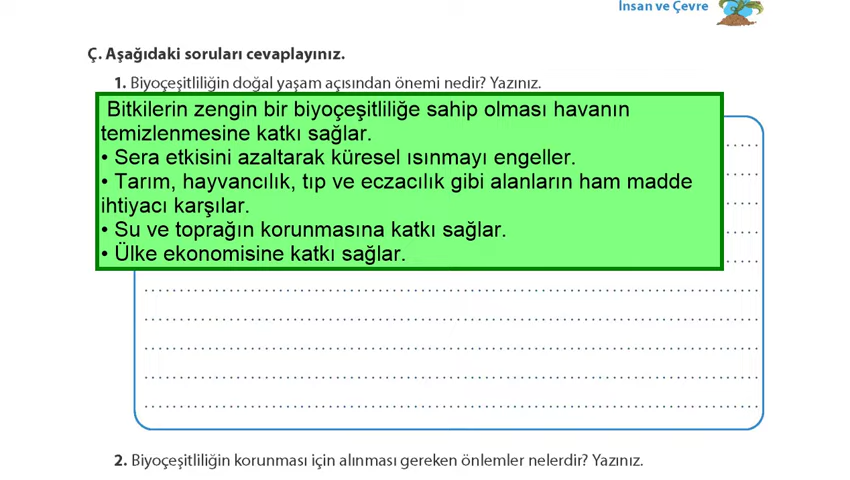 İnsan ve Çevre
Ç. Aşağıdaki soruları cevaplayınız.
1. Biyoçeşitliliğin doğal yaşam açısından önemi nedir? Yazınız.
Bitkilerin zengin bir biyoçeşitliliğe sahip olması havanın
temizlenmesine katkı sağlar.
• Sera etkisini azaltarak küresel ısınmayı engeller.
• Tarım, hayvancılık, tıp ve eczacılık gibi alanların ham madde
ihtiyacı karşılar.
• Su ve toprağın korunmasına katkı sağlar.
• Ülke ekonomisine katkı sağlar.
2. Biyoçeşitliliğin korunması için alınması gereken önlemler nelerdir? Yazınız.